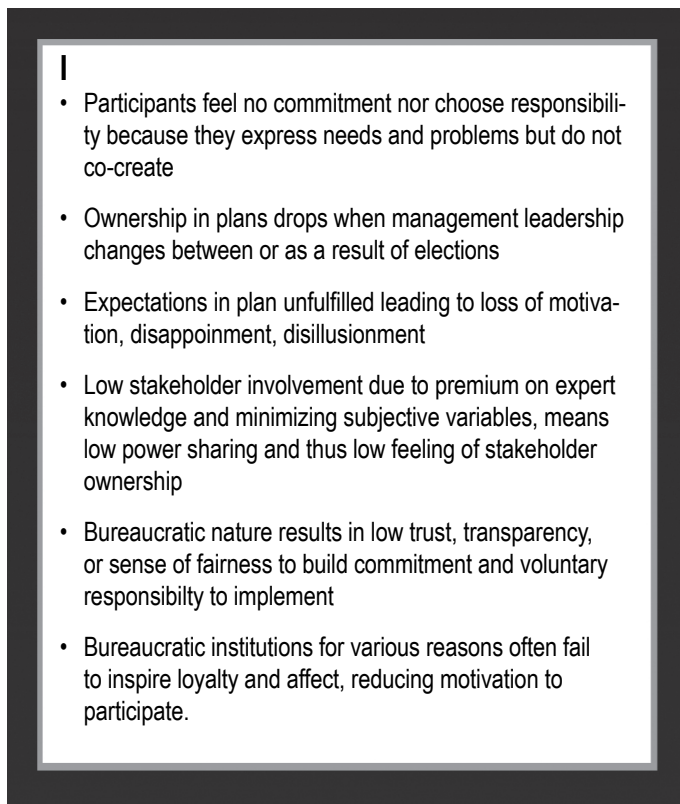 I
• Participants feel no commitment nor choose responsibili-
ty because they express needs and problems but do not
co-create
• Ownership in plans drops when management leadership
changes between or as a result of elections
• Expectations in plan unfulfilled leading to loss of motiva-
tion, disappoinment, disillusionment
• Low stakeholder involvement due to premium on expert
knowledge and minimizing subjective variables, means
low power sharing and thus low feeling of stakeholder
ownership
• Bureaucratic nature results in low trust, transparency,
or sense of fairness to build commitment and voluntary
responsibilty to implement
• Bureaucratic institutions for various reasons often fail
to inspire loyalty and affect, reducing motivation to
participate.